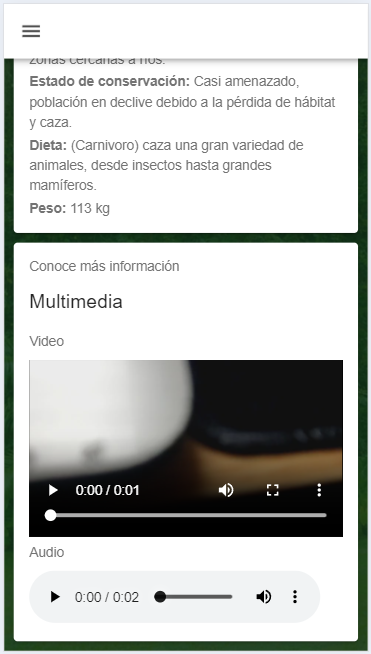 zonas cercanas a ríos.
Estado de conservación: Casi amenazado,
población en declive debido a la pérdida de hábitat
y caza.
Dieta: (Carnivoro) caza una gran variedad de
animales, desde insectos hasta grandes
mamíferos.
Peso: 113 kg
Conoce más información
Multimedia
Video
0:00 / 0:01
Audio
0:00 / 0:02